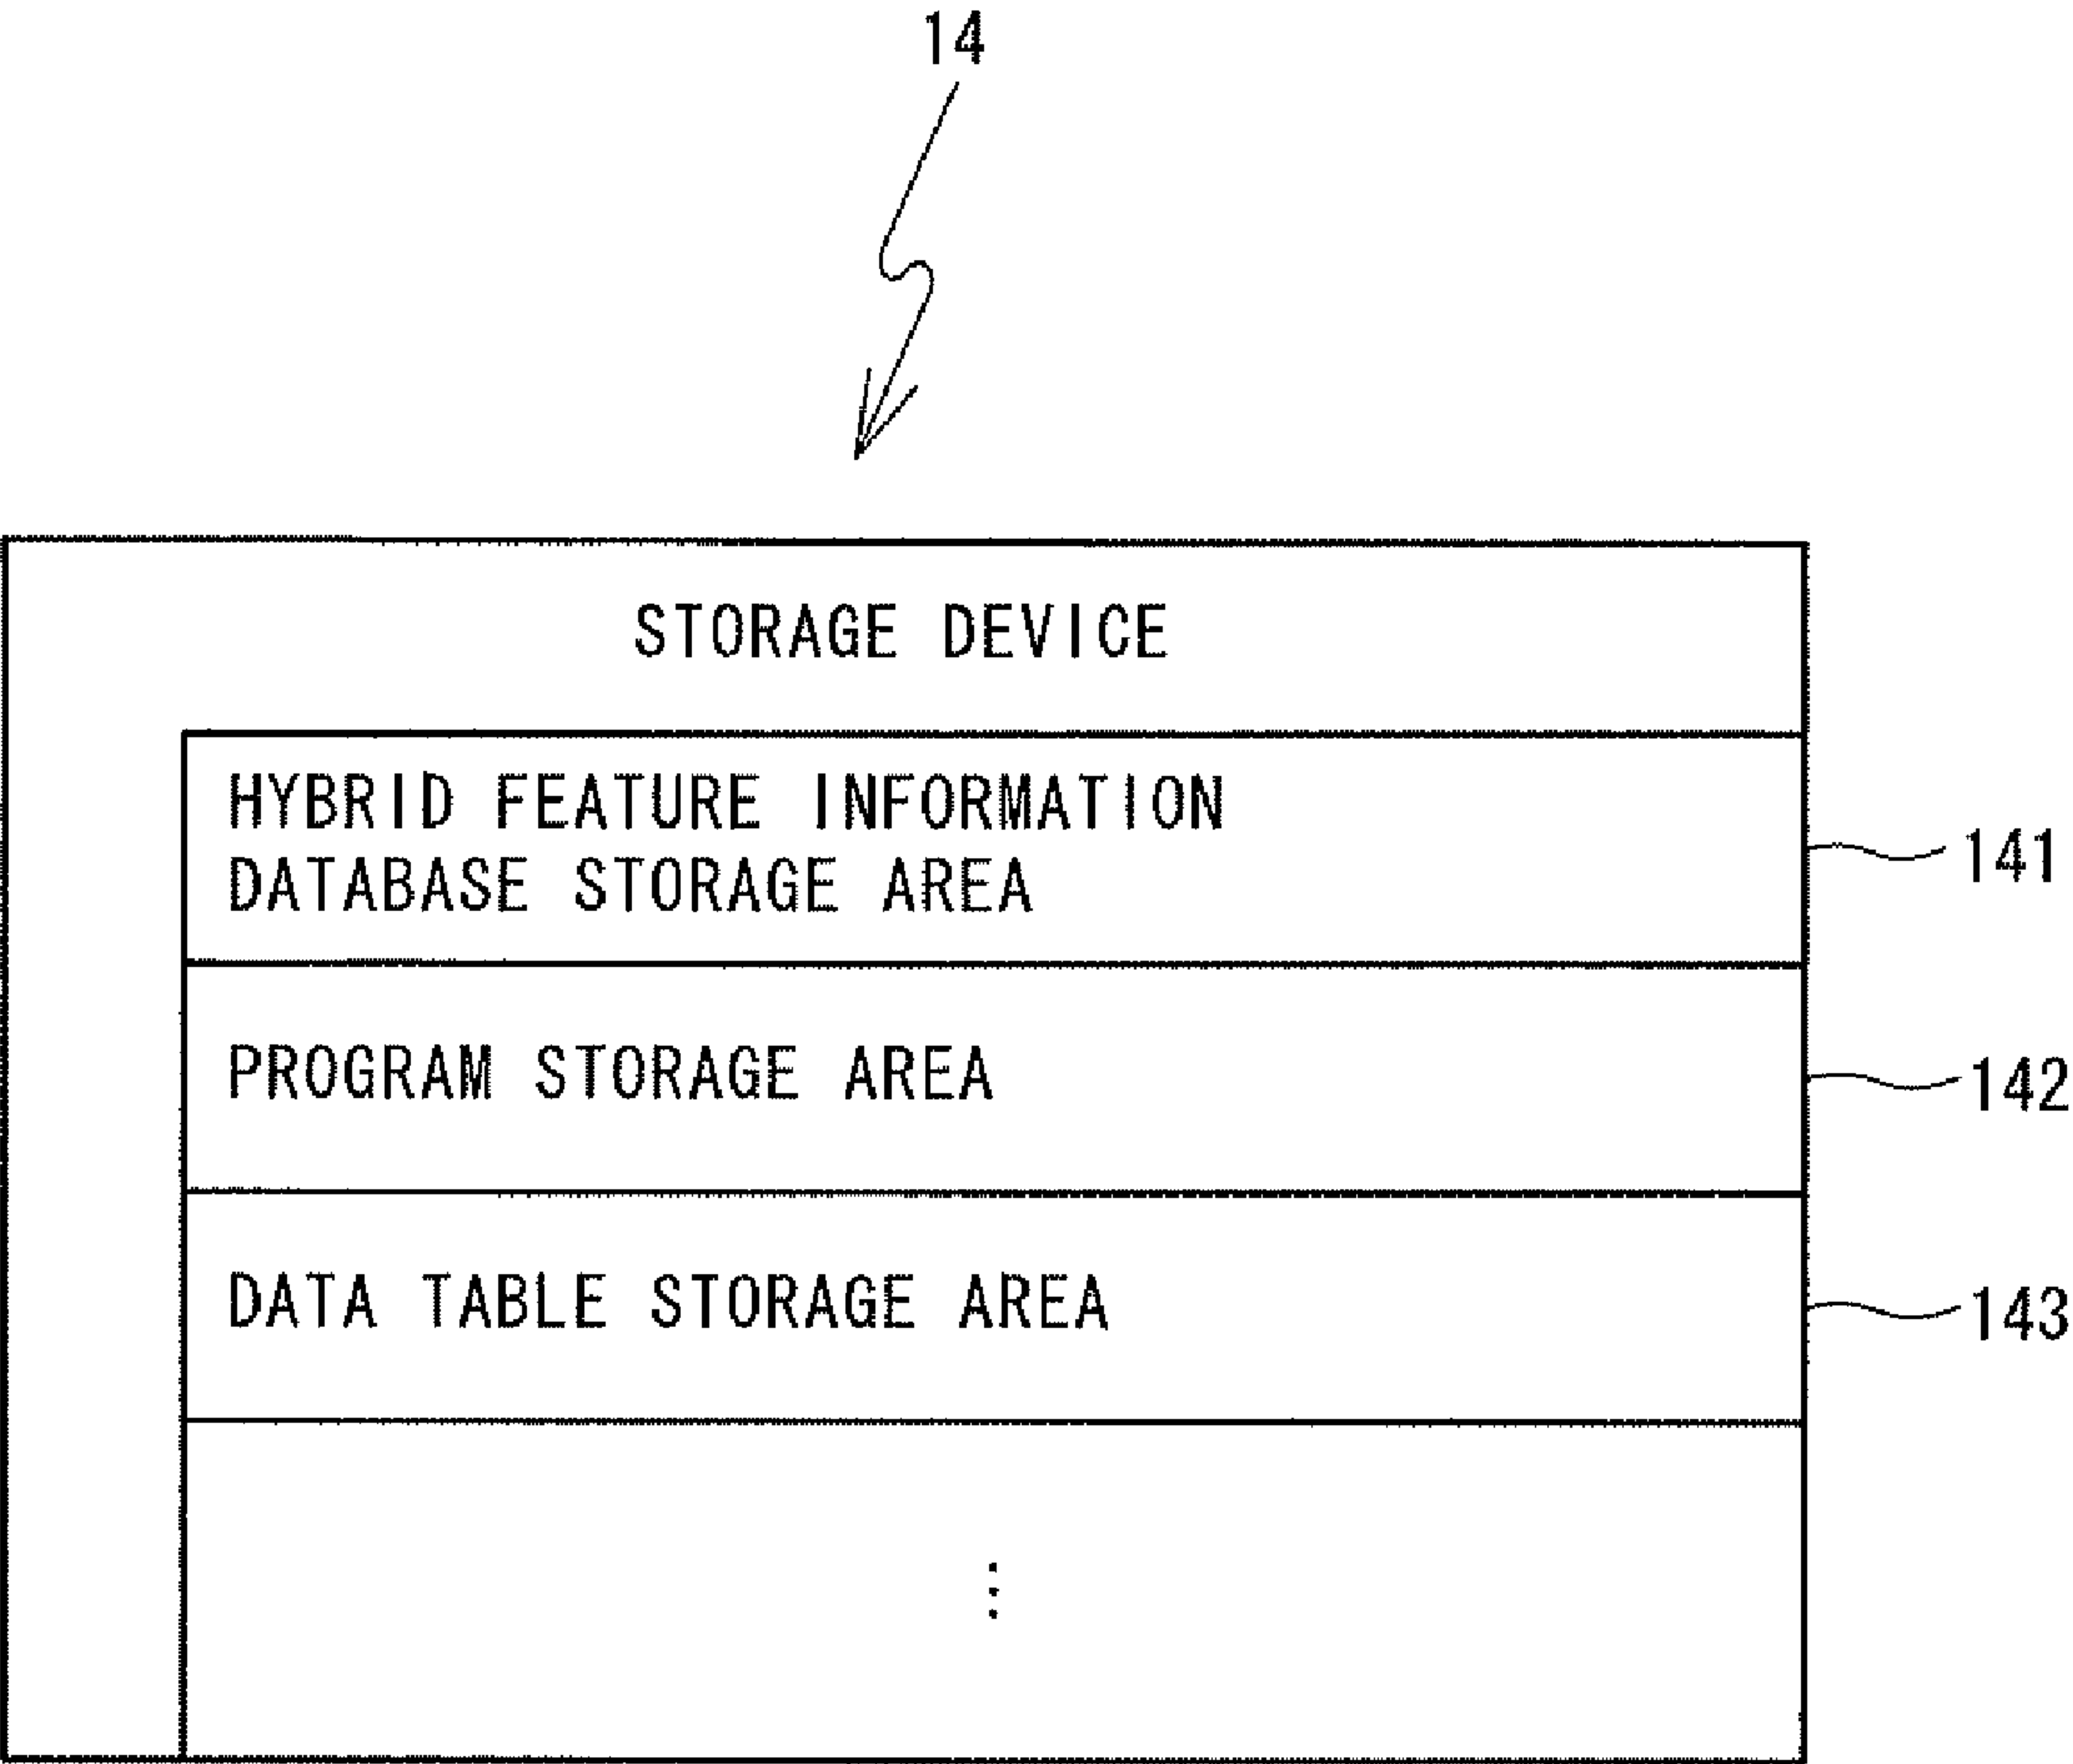 14
STORAGE DEVICE
HYBRID FEATURE INFORMATION
DATABASE STORAGE AREA
141
PROGRAM STORAGE AREA
142
DATA TABLE STORAGE AREA
143
⋮